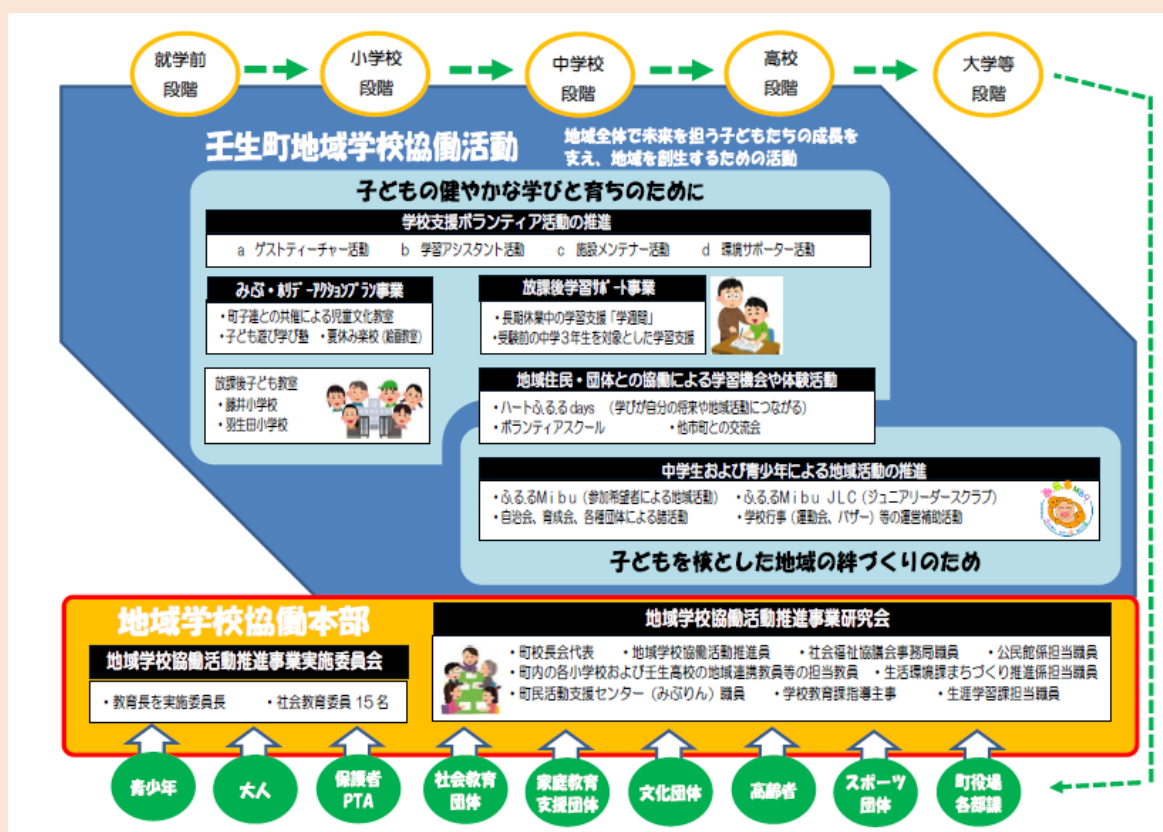 就学前
段階
小学校
段階
中学校
段階
高校
段階
大学等
段階
壬生町地域学校協働活動
地域全体で未来を担う子どもたちの成長を
支え、地域を創生するための活動
子どもの健やかな学びと育ちのために
学校支援ボランティア活動の推進
a ゲストティーチャー活動 b 学習アシスタント活動 c 施設メンテナー活動 d 環境サポーター活動
みぶ・ホリデーアクションプラン事業
・町子連との共催による児童文化教室
・子ども遊び学び塾 ・夏休み楽校(絵画教室)
放課後学習サポート事業
・長期休業中の学習支援「学週間」
・受験前の中学3年生を対象とした学習支援
放課後子ども教室
・藤井小学校
・羽生田小学校
地域住民・団体との協働による学習機会や体験活動
・ハートふるるdays (学びが自分の将来や地域活動につながる)
・ボランティアスクール ・他市町との交流会
中学生および青少年による地域活動の推進
・ふるるMibu(参加希望者による地域活動) ・ふるるMibu JLC(ジュニアリーダースクラブ)
・自治会、育成会、各種団体による諸活動 ・学校行事(運動会、バザー)等の運営補助活動
子どもを核とした地域の絆づくりのため
地域学校協働本部
地域学校協働活動推進事業実施委員会
・教育長を実施委員長 ・社会教育委員15名
地域学校協働活動推進事業研究会
・町校長会代表 ・地域学校協働活動推進員 ・社会福祉協議会事務局職員 ・公民館係担当職員
・町内の各小学校および壬生高校の地域連携教員等の担当教員 ・生活環境課まちづくり推進係担当職員
・町民活動支援センター(みぶりん)職員 ・学校教育課指導主事 ・生涯学習課担当職員
青少年
大人
保護者
PTA
社会教育
団体
家庭教育
支援団体
文化団体
高齢者
スポーツ
団体
町役場
各部課